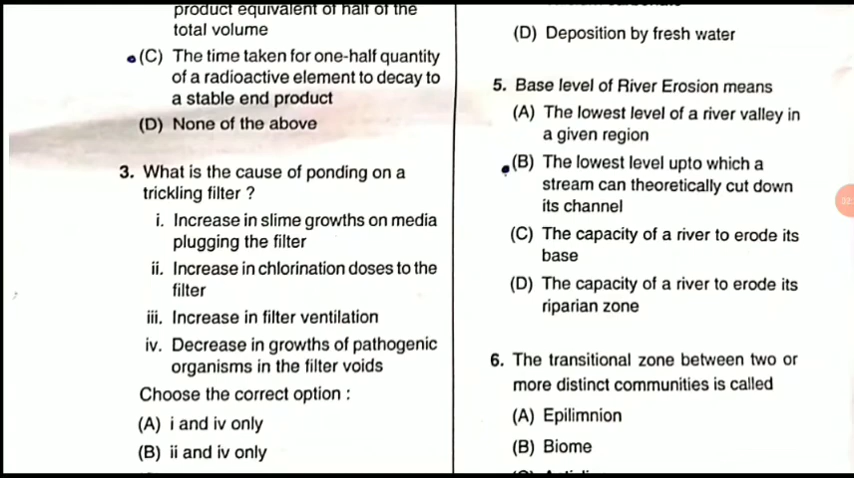 product equivalent of half of the
total volume
(C) The time taken for one-half quantity
of a radioactive element to decay to
a stable end product
(D) None of the above
3. What is the cause of ponding on a
trickling filter ?
i. Increase in slime growths on media
plugging the filter
ii. Increase in chlorination doses to the
filter
iii. Increase in filter ventilation
iv. Decrease in growths of pathogenic
organisms in the filter voids
Choose the correct option :
(A) i and iv only
(B) ii and iv only
(D) Deposition by fresh water
5. Base level of River Erosion means
(A) The lowest level of a river valley in
a given region
(B) The lowest level upto which a
stream can theoretically cut down
its channel
(C) The capacity of a river to erode its
base
(D) The capacity of a river to erode its
riparian zone
6. The transitional zone between two or
more distinct communities is called
(A) Epilimnion
(B) Biome